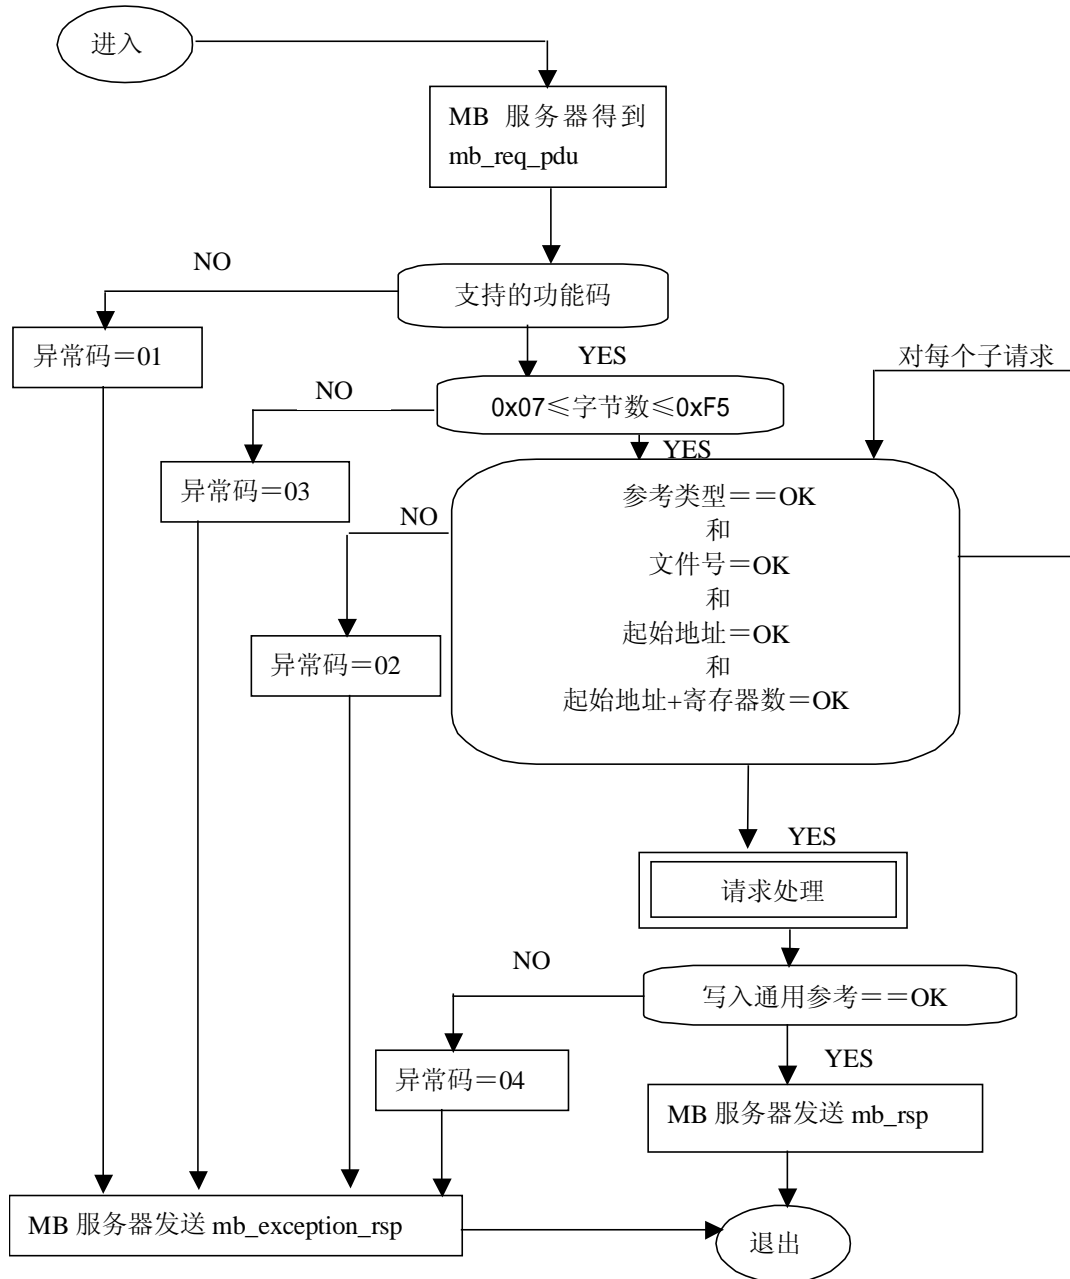 进入
MB 服务器得到
mb_req_pdu
NO
支持的功能码
异常码＝01
YES
对每个子请求
NO
0x07≤字节数≤0xF5
YES
异常码＝03
参考类型＝＝OK
NO
和
文件号＝OK
和
起始地址＝OK
异常码＝02
和
起始地址+寄存器数＝OK
YES
请求处理
NO
写入通用参考＝＝OK
YES
异常码＝04
MB 服务器发送 mb_rsp
MB 服务器发送 mb_exception_rsp
退出